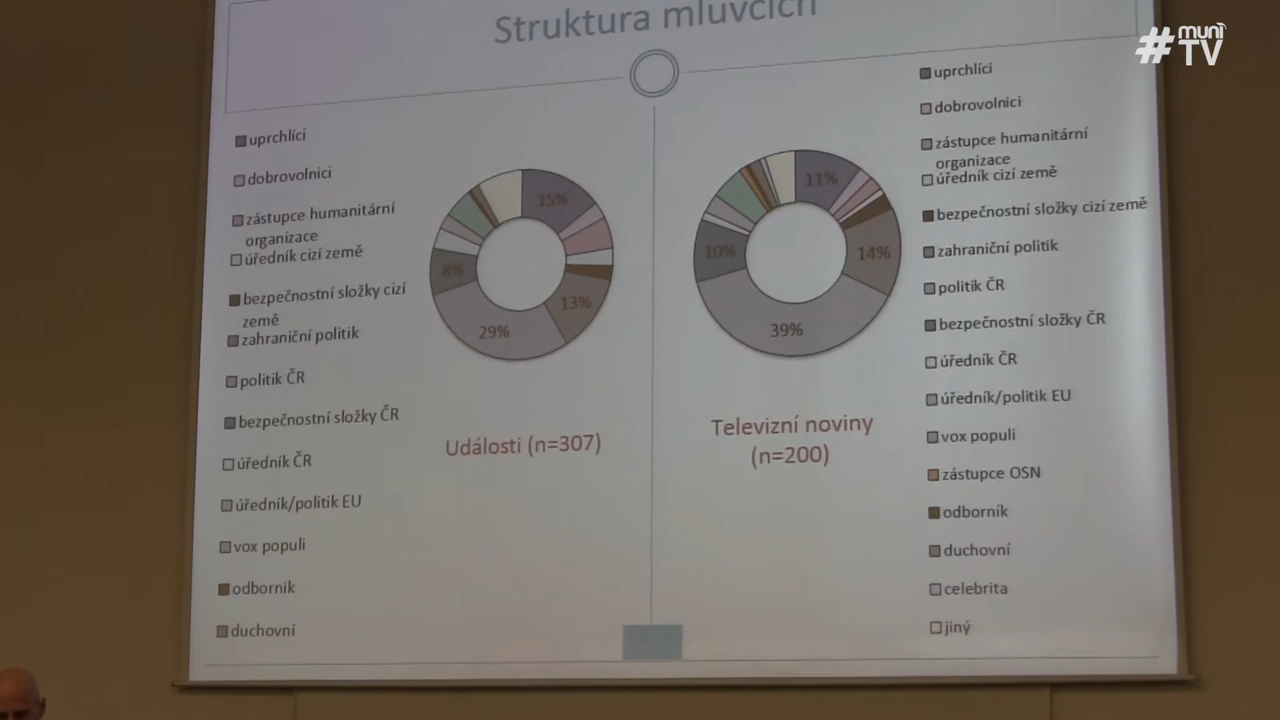 Struktura mluvčích
# muni TV
uprchlíci
dobrovolnici
zástupce humanitární
organizace
úředník cizí země
bezpečnostní složky cizí
země
zahraniční politik
politik ČR
bezpečnostní složky ČR
úředník ČR
úředník/politik EU
vox populi
odborník
duchovní
15%
8%
13%
29%
Události (n=307)
11%
10%
14%
39%
Televizní noviny
(n=200)
uprchlíci
dobrovolnici
zástupce humanitární
organizace
úředník cizí země
bezpečnostní složky cizí země
zahraniční politik
politik ČR
bezpečnostní složky ČR
úředník ČR
úředník/politik EU
vox populi
zástupce OSN
odborník
duchovní
celebrita
jiný